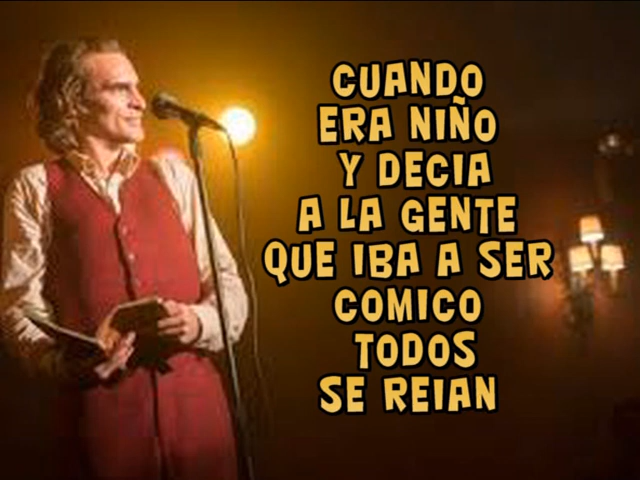 CUANDO
ERA NIÑO
Y DECIA
A LA GENTE
QUE IBA A SER
COMICO
TODOS
SE REIAN